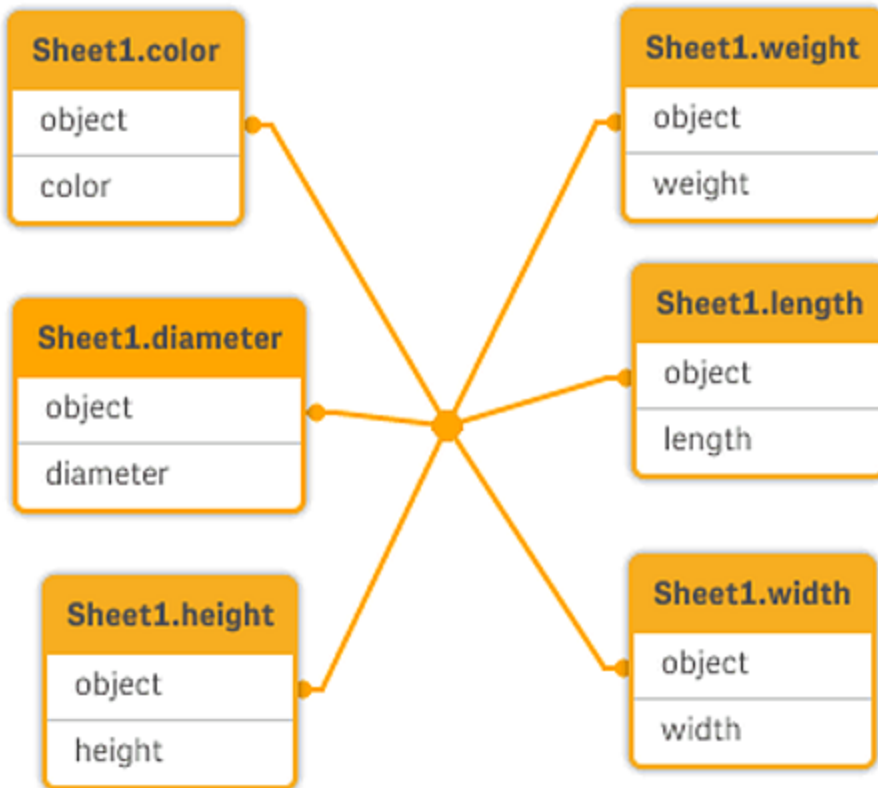 Sheet1.color
object
color
Sheet1.diameter
object
diameter
Sheet1.height
object
height
Sheet1.weight
object
weight
Sheet1.length
object
length
Sheet1.width
object
width